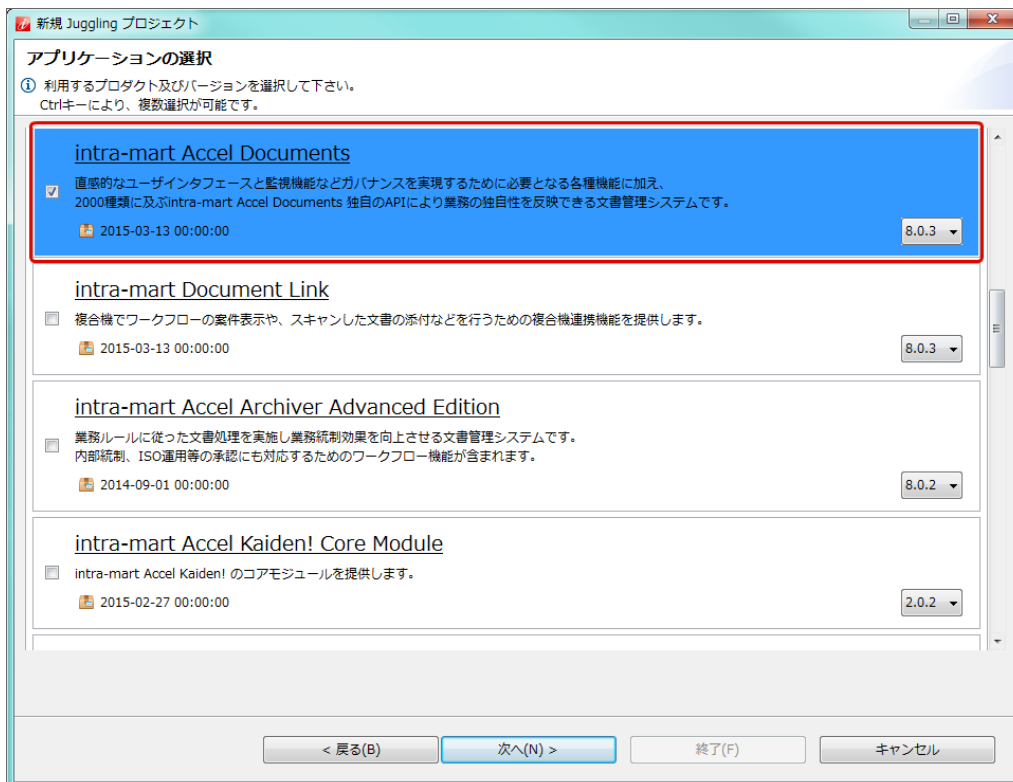 新規 Juggling プロジェクト
アプリケーションの選択
利用するプロダクト及びバージョンを選択して下さい。
Ctrlキーにより、複数選択が可能です。
intra-mart Accel Documents
直感的なユーザインタフェースと監視機能などガバナンスを実現するために必要となる各種機能に加え、
2000種類に及ぶintra-mart Accel Documents 独自のAPIにより業務の独自性を反映できる文書管理システムです。
2015-03-13 00:00:00
8.0.3
intra-mart Document Link
複合機でワークフローの案件表示や、スキャンした文書の添付などを行うための複合機連携機能を提供します。
2015-03-13 00:00:00
8.0.3
intra-mart Accel Archiver Advanced Edition
業務ルールに従った文書処理を実施し業務統制効果を向上させる文書管理システムです。
内部統制、ISO運用等の承認にも対応するためのワークフロー機能が含まれます。
2014-09-01 00:00:00
8.0.2
intra-mart Accel Kaiden! Core Module
intra-mart Accel Kaiden! のコアモジュールを提供します。
2015-02-27 00:00:00
2.0.2
< 戻る(B)
次へ(N) >
終了(F)
キャンセル